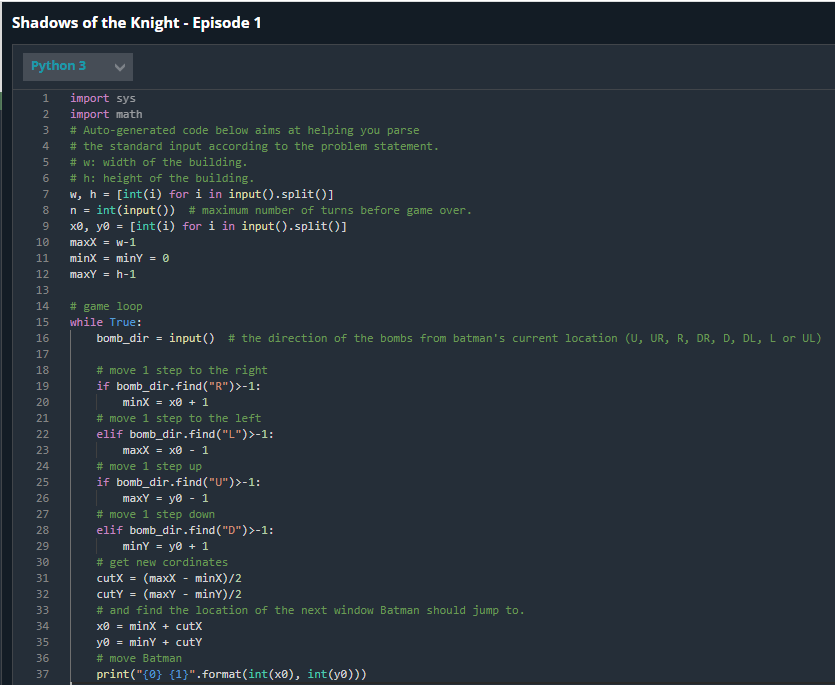 Shadows of the Knight - Episode 1
Python 3
1 import sys
2 import math
3 # Auto-generated code below aims at helping you parse
4 # the standard input according to the problem statement.
5 # w: width of the building.
6 # h: height of the building.
7 w, h = [int(i) for i in input().split()]
8 n = int(input())  # maximum number of turns before game over.
9 x0, y0 = [int(i) for i in input().split()]
10 maxX = w-1
11 minX = minY = 0
12 maxY = h-1
13
14 # game loop
15 while True:
16     bomb_dir = input()  # the direction of the bombs from batman's current location (U, UR, R, DR, D, DL, L or UL)
17
18     # move 1 step to the right
19     if bomb_dir.find("R")>-1:
20         minX = x0 + 1
21     # move 1 step to the left
22     elif bomb_dir.find("L")>-1:
23         maxX = x0 - 1
24     # move 1 step up
25     if bomb_dir.find("U")>-1:
26         maxY = y0 - 1
27     # move 1 step down
28     elif bomb_dir.find("D")>-1:
29         minY = y0 + 1
30     # get new cordinates
31     cutX = (maxX - minX)/2
32     cutY = (maxY - minY)/2
33     # and find the location of the next window Batman should jump to.
34     x0 = minX + cutX
35     y0 = minY + cutY
36     # move Batman
37     print("{0} {1}".format(int(x0), int(y0)))